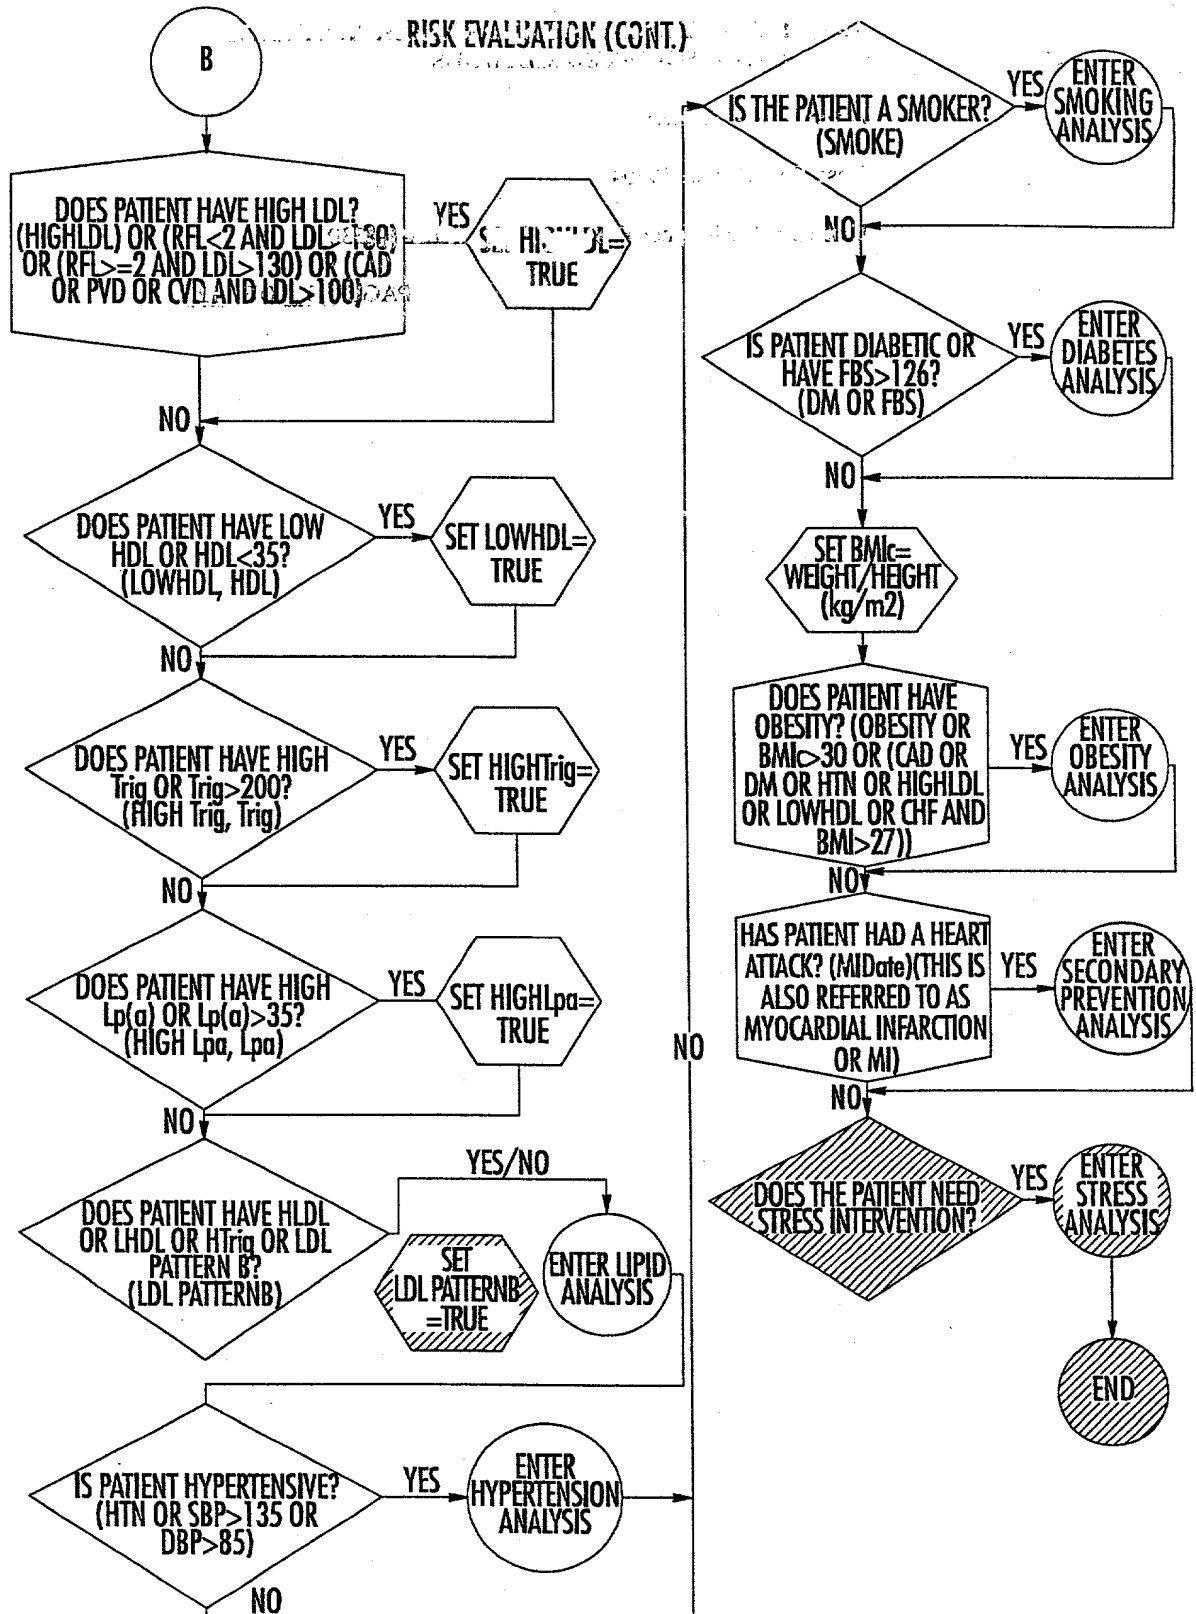 RISK EVALUATION (CONT.)
B
DOES PATIENT HAVE HIGH LDL?
(HIGHLDL) OR (RFL<2 AND LDL
OR (RFL>=2 AND LDL>130) OR (CAD
OR PVD OR CVD AND LDL>100)
YES
SET HIGHLDL=
TRUE
NO
DOES PATIENT HAVE LOW
HDL OR HDL<35?
(LOWHDL, HDL)
YES
SET LOWHDL=
TRUE
NO
DOES PATIENT HAVE HIGH
Trig OR Trig>200?
(HIGH Trig, Trig)
YES
SET HIGHTrig=
TRUE
NO
DOES PATIENT HAVE HIGH
Lp(a) OR Lp(a)>35?
(HIGH Lpa, Lpa)
YES
SET HIGHLpa=
TRUE
NO
DOES PATIENT HAVE HLDL
OR LHDL OR HTrig OR LDL
PATTERN B?
(LDL PATTERNB)
YES/NO
SET
LDL PATTERNB
=TRUE
ENTER LIPID
ANALYSIS
IS PATIENT HYPERTENSIVE?
(HTN OR SBP>135 OR
DBP>85)
YES
ENTER
HYPERTENSION
ANALYSIS
NO
NO
IS THE PATIENT A SMOKER?
(SMOKE)
YES
ENTER
SMOKING
ANALYSIS
NO
IS PATIENT DIABETIC OR
HAVE FBS>126?
(DM OR FBS)
YES
ENTER
DIABETES
ANALYSIS
NO
SET BMIc=
WEIGHT/HEIGHT
(kg/m2)
DOES PATIENT HAVE
OBESITY? (OBESITY OR
BMIc>30 OR (CAD OR
DM OR HTN OR HIGHLDL
OR LOWHDL OR CHF AND
BMI>27))
YES
ENTER
OBESITY
ANALYSIS
NO
HAS PATIENT HAD A HEART
ATTACK? (MIDate)(THIS IS
ALSO REFERRED TO AS
MYOCARDIAL INFARCTION
OR MI)
YES
ENTER
SECONDARY
PREVENTION
ANALYSIS
NO
DOES THE PATIENT NEED
STRESS INTERVENTION?
YES
ENTER
STRESS
ANALYSIS
END